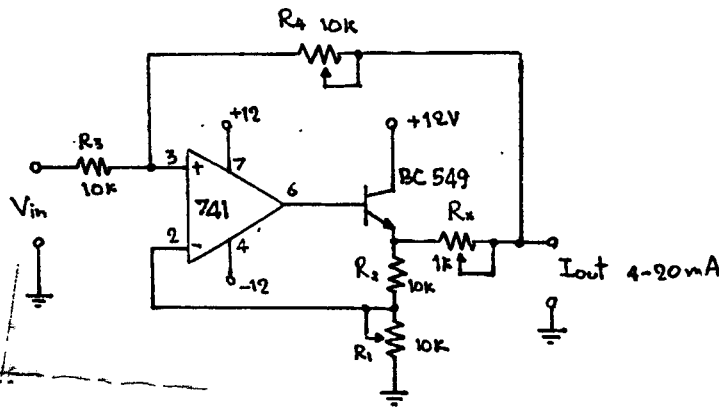 R4 10K
+12
+12V
R3
3
+
7
10K
BC 549
6
Vin
741
Rx
2
-
4
1K
Iout 4-20mA
R2
-12
10K
R1
10K